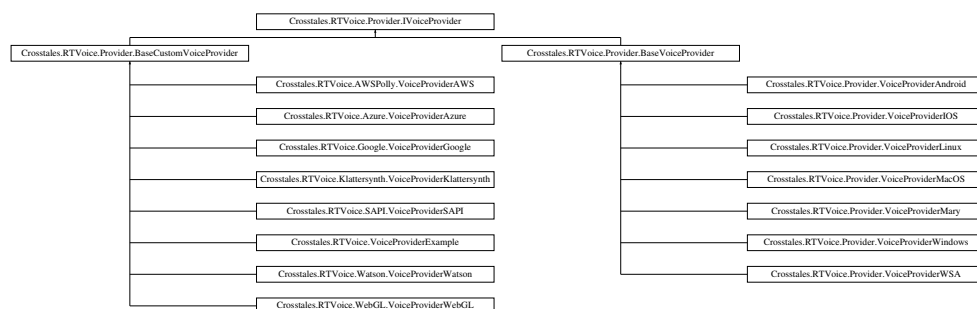 Crosstales.RTVoice.Provider.IVoiceProvider
Crosstales.RTVoice.Provider.BaseCustomVoiceProvider
Crosstales.RTVoice.Provider.BaseVoiceProvider
Crosstales.RTVoice.AWSPolly.VoiceProviderAWS
Crosstales.RTVoice.Provider.VoiceProviderAndroid
Crosstales.RTVoice.Azure.VoiceProviderAzure
Crosstales.RTVoice.Provider.VoiceProviderIOS
Crosstales.RTVoice.Google.VoiceProviderGoogle
Crosstales.RTVoice.Provider.VoiceProviderLinux
Crosstales.RTVoice.Klattersynth.VoiceProviderKlattersynth
Crosstales.RTVoice.Provider.VoiceProviderMacOS
Crosstales.RTVoice.SAPI.VoiceProviderSAPI
Crosstales.RTVoice.Provider.VoiceProviderMary
Crosstales.RTVoice.VoiceProviderExample
Crosstales.RTVoice.Provider.VoiceProviderWindows
Crosstales.RTVoice.Watson.VoiceProviderWatson
Crosstales.RTVoice.Provider.VoiceProviderWSA
Crosstales.RTVoice.WebGL.VoiceProviderWebGL